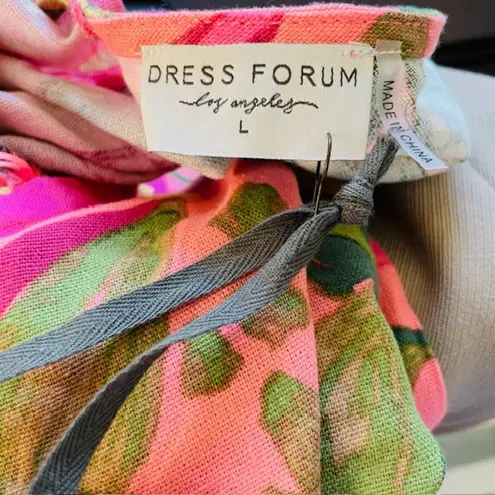 DRESS FORUM
los angeles
L
MADE IN CHINA